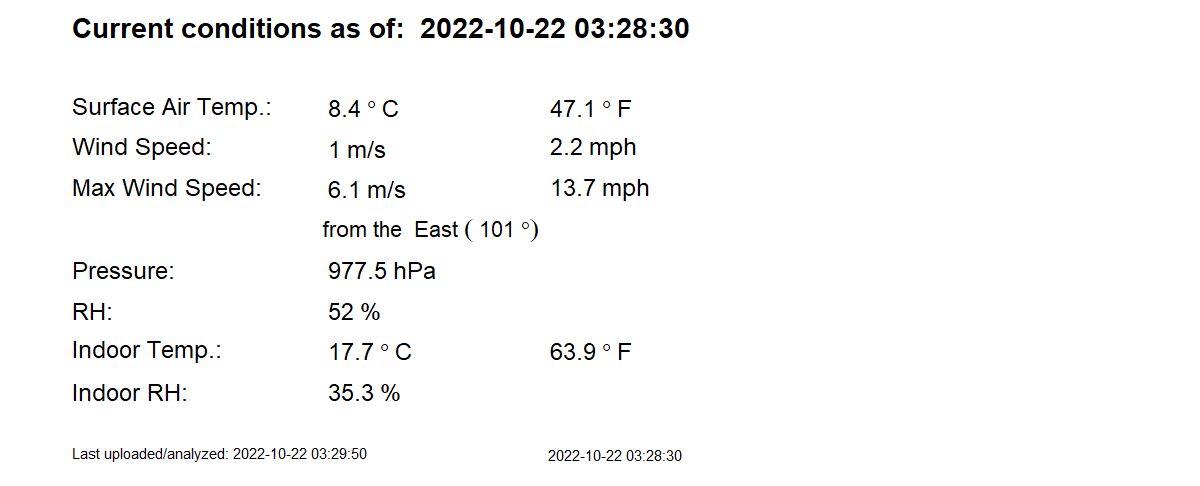 Current conditions as of:  2022-10-22 03:28:30
Surface Air Temp.: 8.4 ° C 47.1 ° F
Wind Speed: 1 m/s 2.2 mph
Max Wind Speed: 6.1 m/s 13.7 mph
from the  East ( 101 °)
Pressure: 977.5 hPa
RH: 52 %
Indoor Temp.: 17.7 ° C 63.9 ° F
Indoor RH: 35.3 %
Last uploaded/analyzed: 2022-10-22 03:29:50 2022-10-22 03:28:30